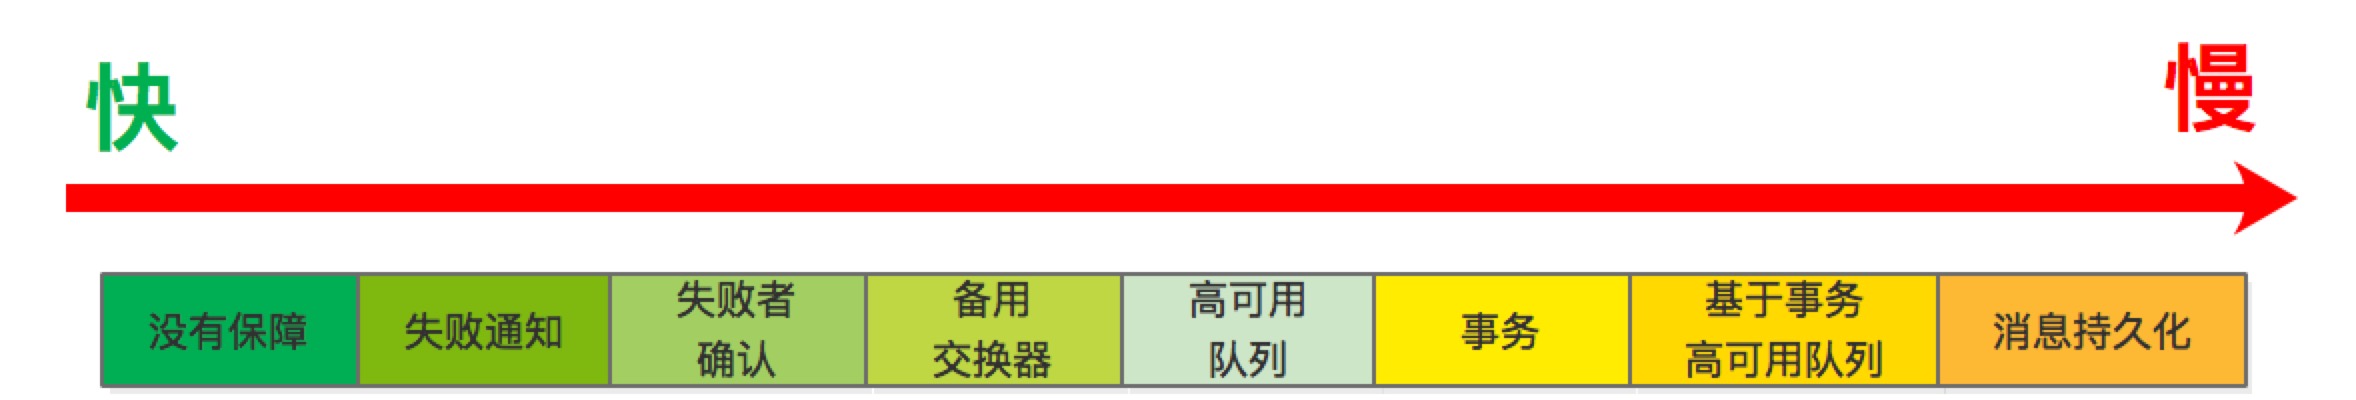 快
慢
没有保障
失败通知
失败者
确认
备用
交换器
高可用
队列
事务
基于事务
高可用队列
消息持久化